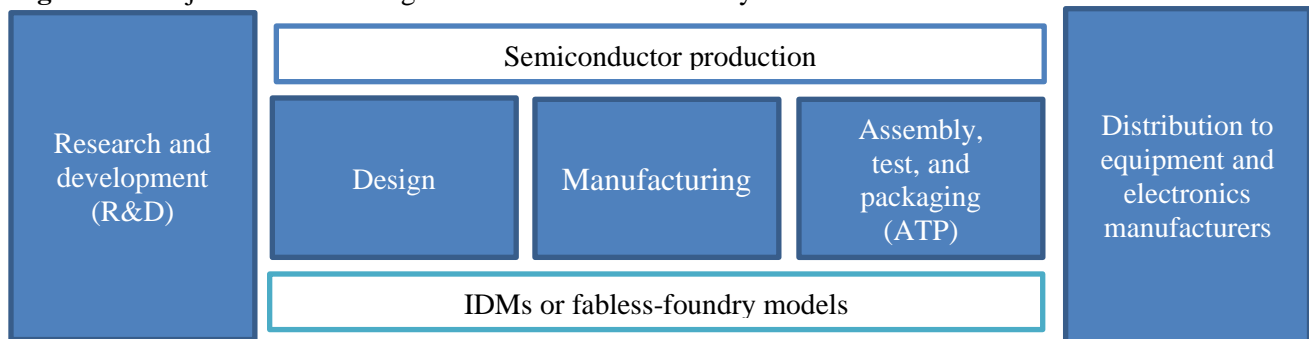 Semiconductor production
Research and
development
(R&D)
Design
Manufacturing
Assembly,
test, and
packaging
(ATP)
Distribution to
equipment and
electronics
manufacturers
IDMs or fabless-foundry models